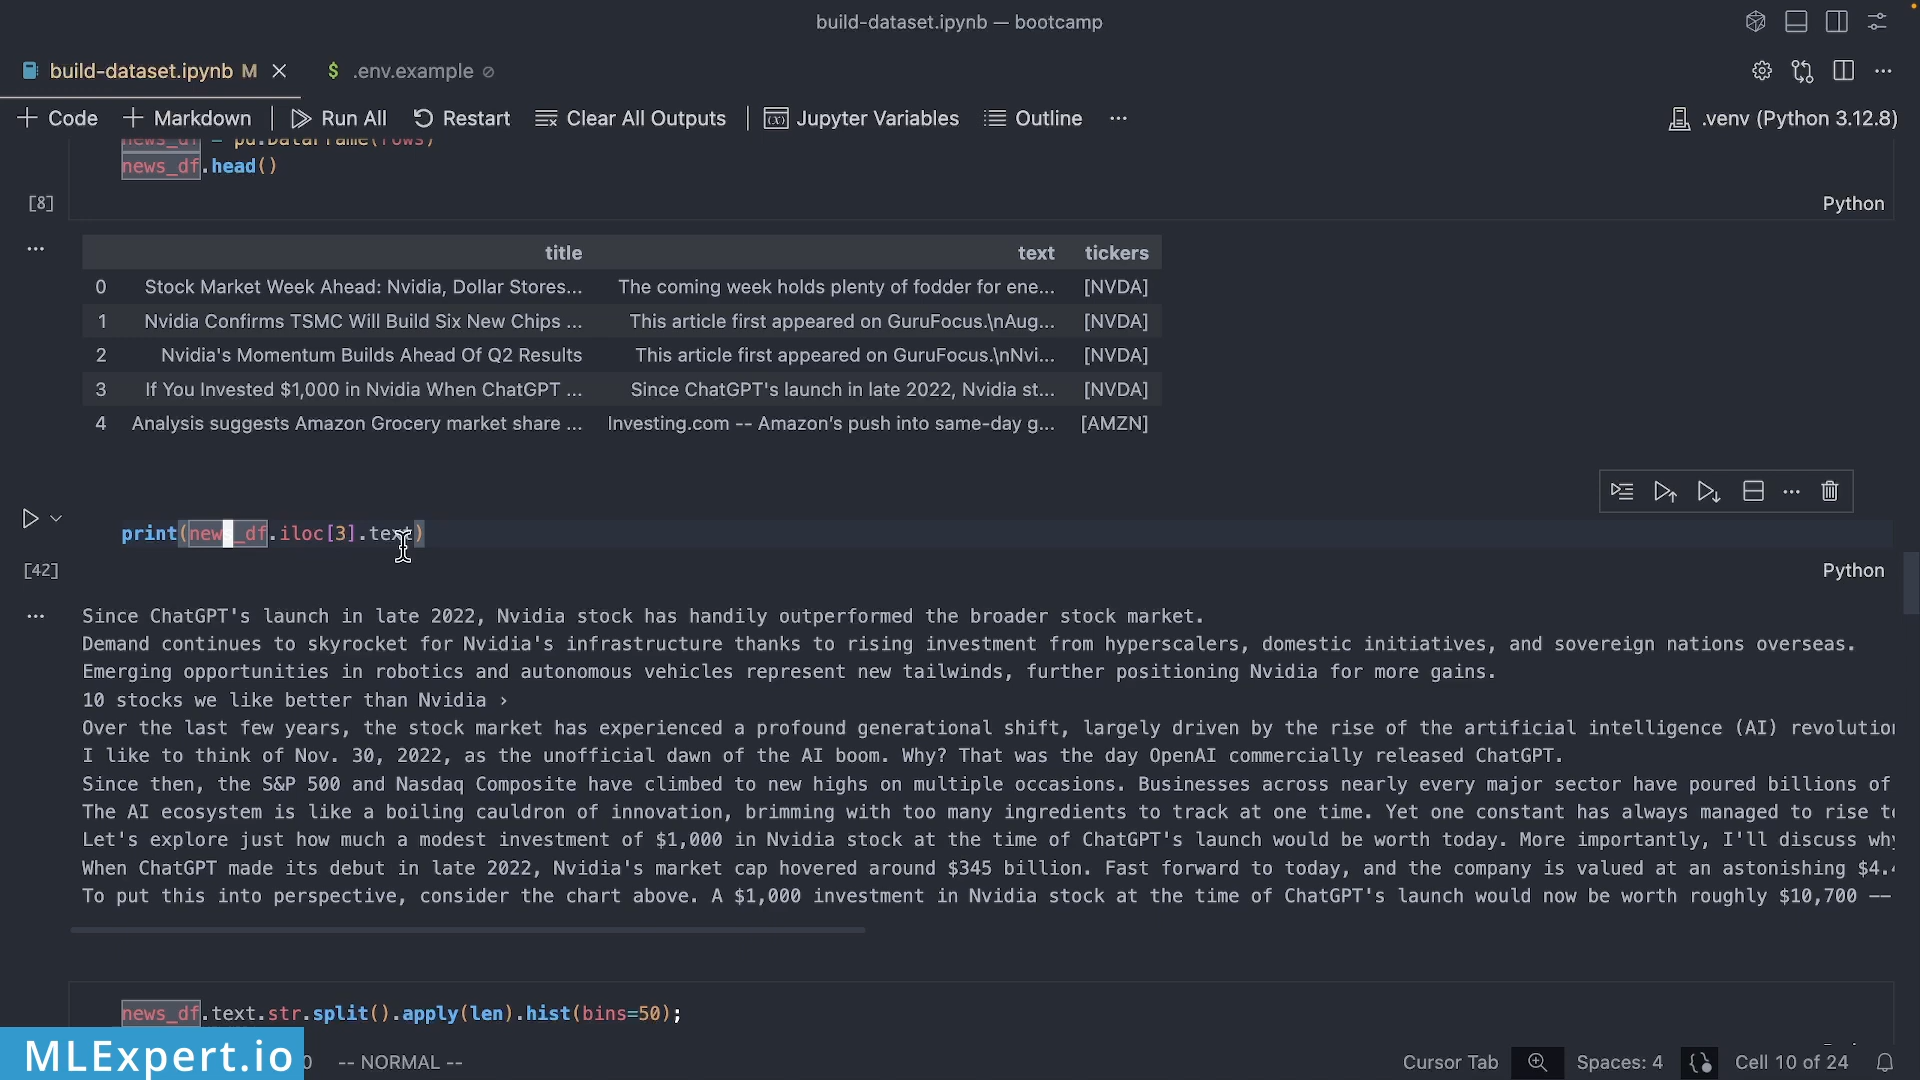 build-dataset.ipynb — bootcamp
build-dataset.ipynb M
$ .env.example
Code
Markdown
Run All
Restart
Clear All Outputs
Jupyter Variables
Outline
.venv (Python 3.12.8)
news_df = pd.DataFrame(rows)
news_df.head()
[8]
Python
title text tickers
0 Stock Market Week Ahead: Nvidia, Dollar Stores... The coming week holds plenty of fodder for ene... [NVDA]
1 Nvidia Confirms TSMC Will Build Six New Chips ... This article first appeared on GuruFocus.\nAug... [NVDA]
2 Nvidia's Momentum Builds Ahead Of Q2 Results This article first appeared on GuruFocus.\nNvi... [NVDA]
3 If You Invested $1,000 in Nvidia When ChatGPT ... Since ChatGPT's launch in late 2022, Nvidia st... [NVDA]
4 Analysis suggests Amazon Grocery market share ... Investing.com -- Amazon’s push into same-day g... [AMZN]
print(news_df.iloc[3].text)
[42]
Python
Since ChatGPT's launch in late 2022, Nvidia stock has handily outperformed the broader stock market.
Demand continues to skyrocket for Nvidia's infrastructure thanks to rising investment from hyperscalers, domestic initiatives, and sovereign nations overseas.
Emerging opportunities in robotics and autonomous vehicles represent new tailwinds, further positioning Nvidia for more gains.
10 stocks we like better than Nvidia ›
Over the last few years, the stock market has experienced a profound generational shift, largely driven by the rise of the artificial intelligence (AI) revolution
I like to think of Nov. 30, 2022, as the unofficial dawn of the AI boom. Why? That was the day OpenAI commercially released ChatGPT.
Since then, the S&P 500 and Nasdaq Composite have climbed to new highs on multiple occasions. Businesses across nearly every major sector have poured billions of
The AI ecosystem is like a boiling cauldron of innovation, brimming with too many ingredients to track at one time. Yet one constant has always managed to rise to
Let's explore just how much a modest investment of $1,000 in Nvidia stock at the time of ChatGPT's launch would be worth today. More importantly, I'll discuss why
When ChatGPT made its debut in late 2022, Nvidia's market cap hovered around $345 billion. Fast forward to today, and the company is valued at an astonishing $4.4
To put this into perspective, consider the chart above. A $1,000 investment in Nvidia stock at the time of ChatGPT's launch would now be worth roughly $10,700 --
news_df.text.str.split().apply(len).hist(bins=50);
MLExpert.io
-- NORMAL --
Cursor Tab
Spaces: 4
Cell 10 of 24